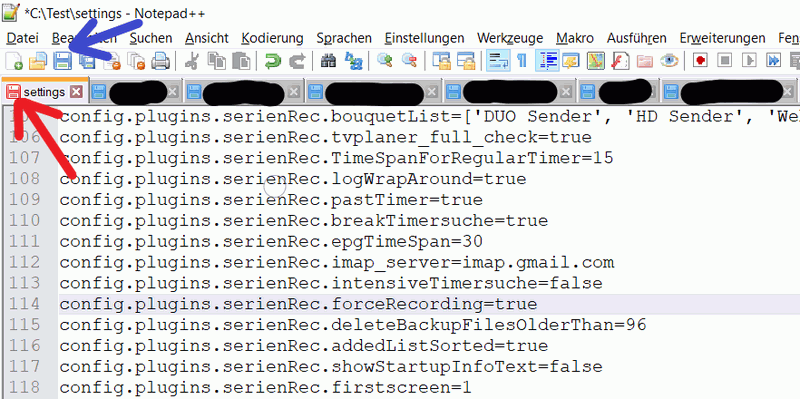 *C:\Test\settings - Notepad++
Datei Suchen Ansicht Kodierung Sprachen Einstellungen Werkzeuge Makro Ausführen Erweiterungen Fen
settings
config.plugins.serienRec.bouquetList=['DUO Sender', 'HD Sender', 'We
106 config.plugins.serienRec.tvplaner_full_check=true
107 config.plugins.serienRec.TimeSpanForRegularTimer=15
108 config.plugins.serienRec.logWrapAround=true
109 config.plugins.serienRec.pastTimer=true
110 config.plugins.serienRec.breakTimersuche=true
111 config.plugins.serienRec.epgTimeSpan=30
112 config.plugins.serienRec.imap_server=imap.gmail.com
113 config.plugins.serienRec.intensiveTimersuche=false
114 config.plugins.serienRec.forceRecording=true
115 config.plugins.serienRec.deleteBackupFilesOlderThan=96
116 config.plugins.serienRec.addedListSorted=true
117 config.plugins.serienRec.showStartupInfoText=false
118 config.plugins.serienRec.firstscreen=1